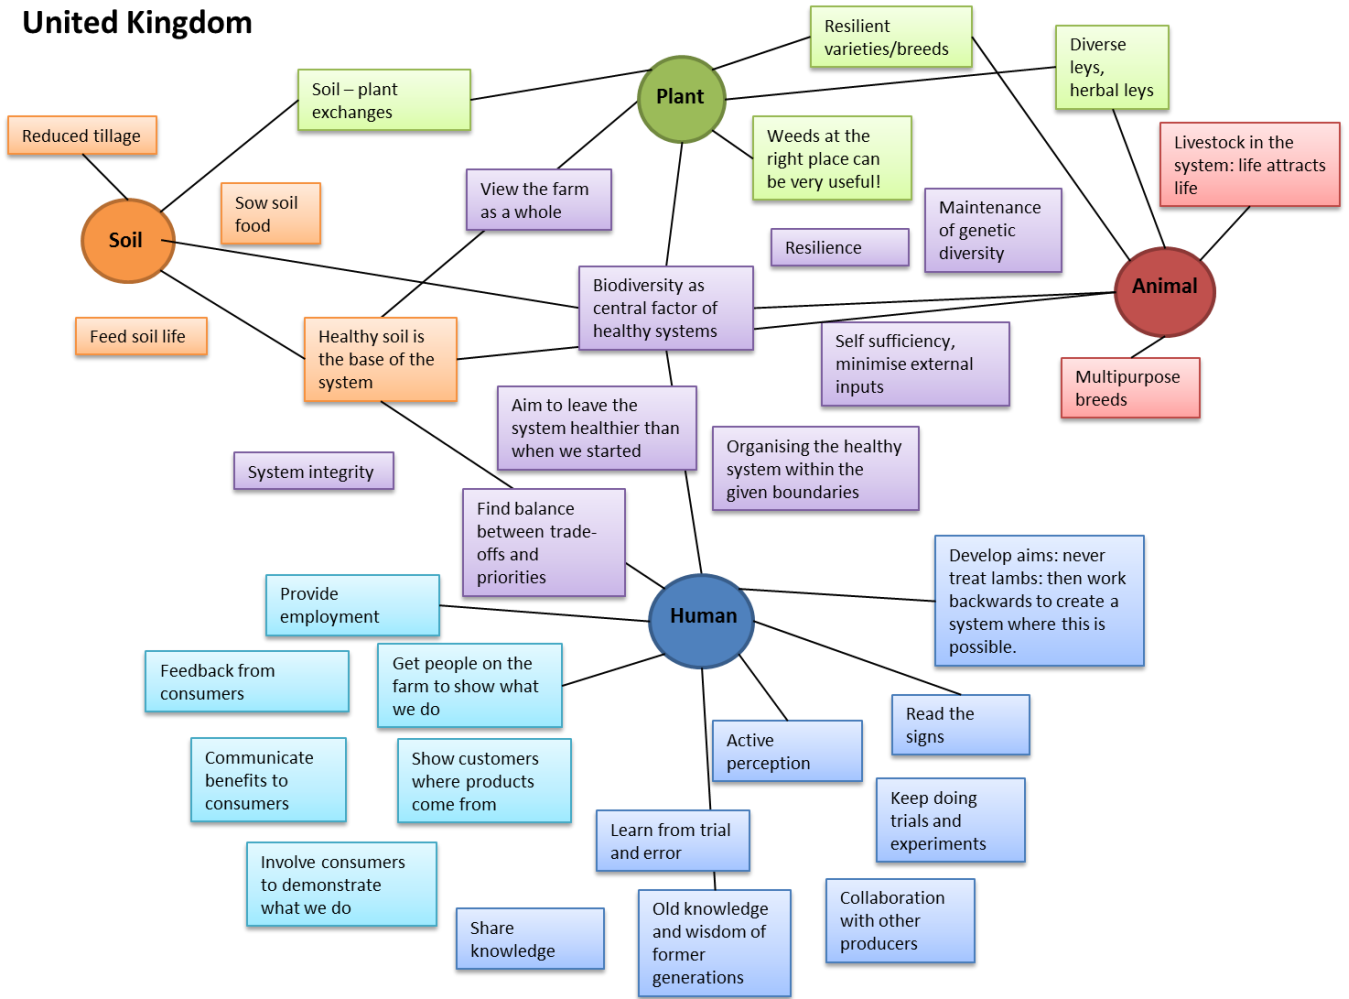 United Kingdom
Resilient
varieties/breeds
Diverse
leys,
herbal leys
Soil – plant
exchanges
Plant
Reduced tillage
Weeds at the
right place can
be very useful!
Livestock in the
system: life attracts
life
View the farm
as a whole
Sow soil
food
Maintenance
of genetic
diversity
Soil
Resilience
Biodiversity as
central factor of
healthy systems
Animal
Feed soil life
Healthy soil is
the base of the
system
Self sufficiency,
minimise external
inputs
Multipurpose
breeds
Aim to leave the
system healthier than
when we started
Organising the healthy
system within the
given boundaries
System integrity
Find balance
between trade-
offs and
priorities
Develop aims: never
treat lambs: then work
backwards to create a
system where this is
possible.
Provide
employment
Human
Feedback from
consumers
Get people on the
farm to show what
we do
Read the
signs
Active
perception
Communicate
benefits to
consumers
Show customers
where products
come from
Keep doing
trials and
experiments
Learn from trial
and error
Involve consumers
to demonstrate
what we do
Collaboration
with other
producers
Share
knowledge
Old knowledge
and wisdom of
former
generations